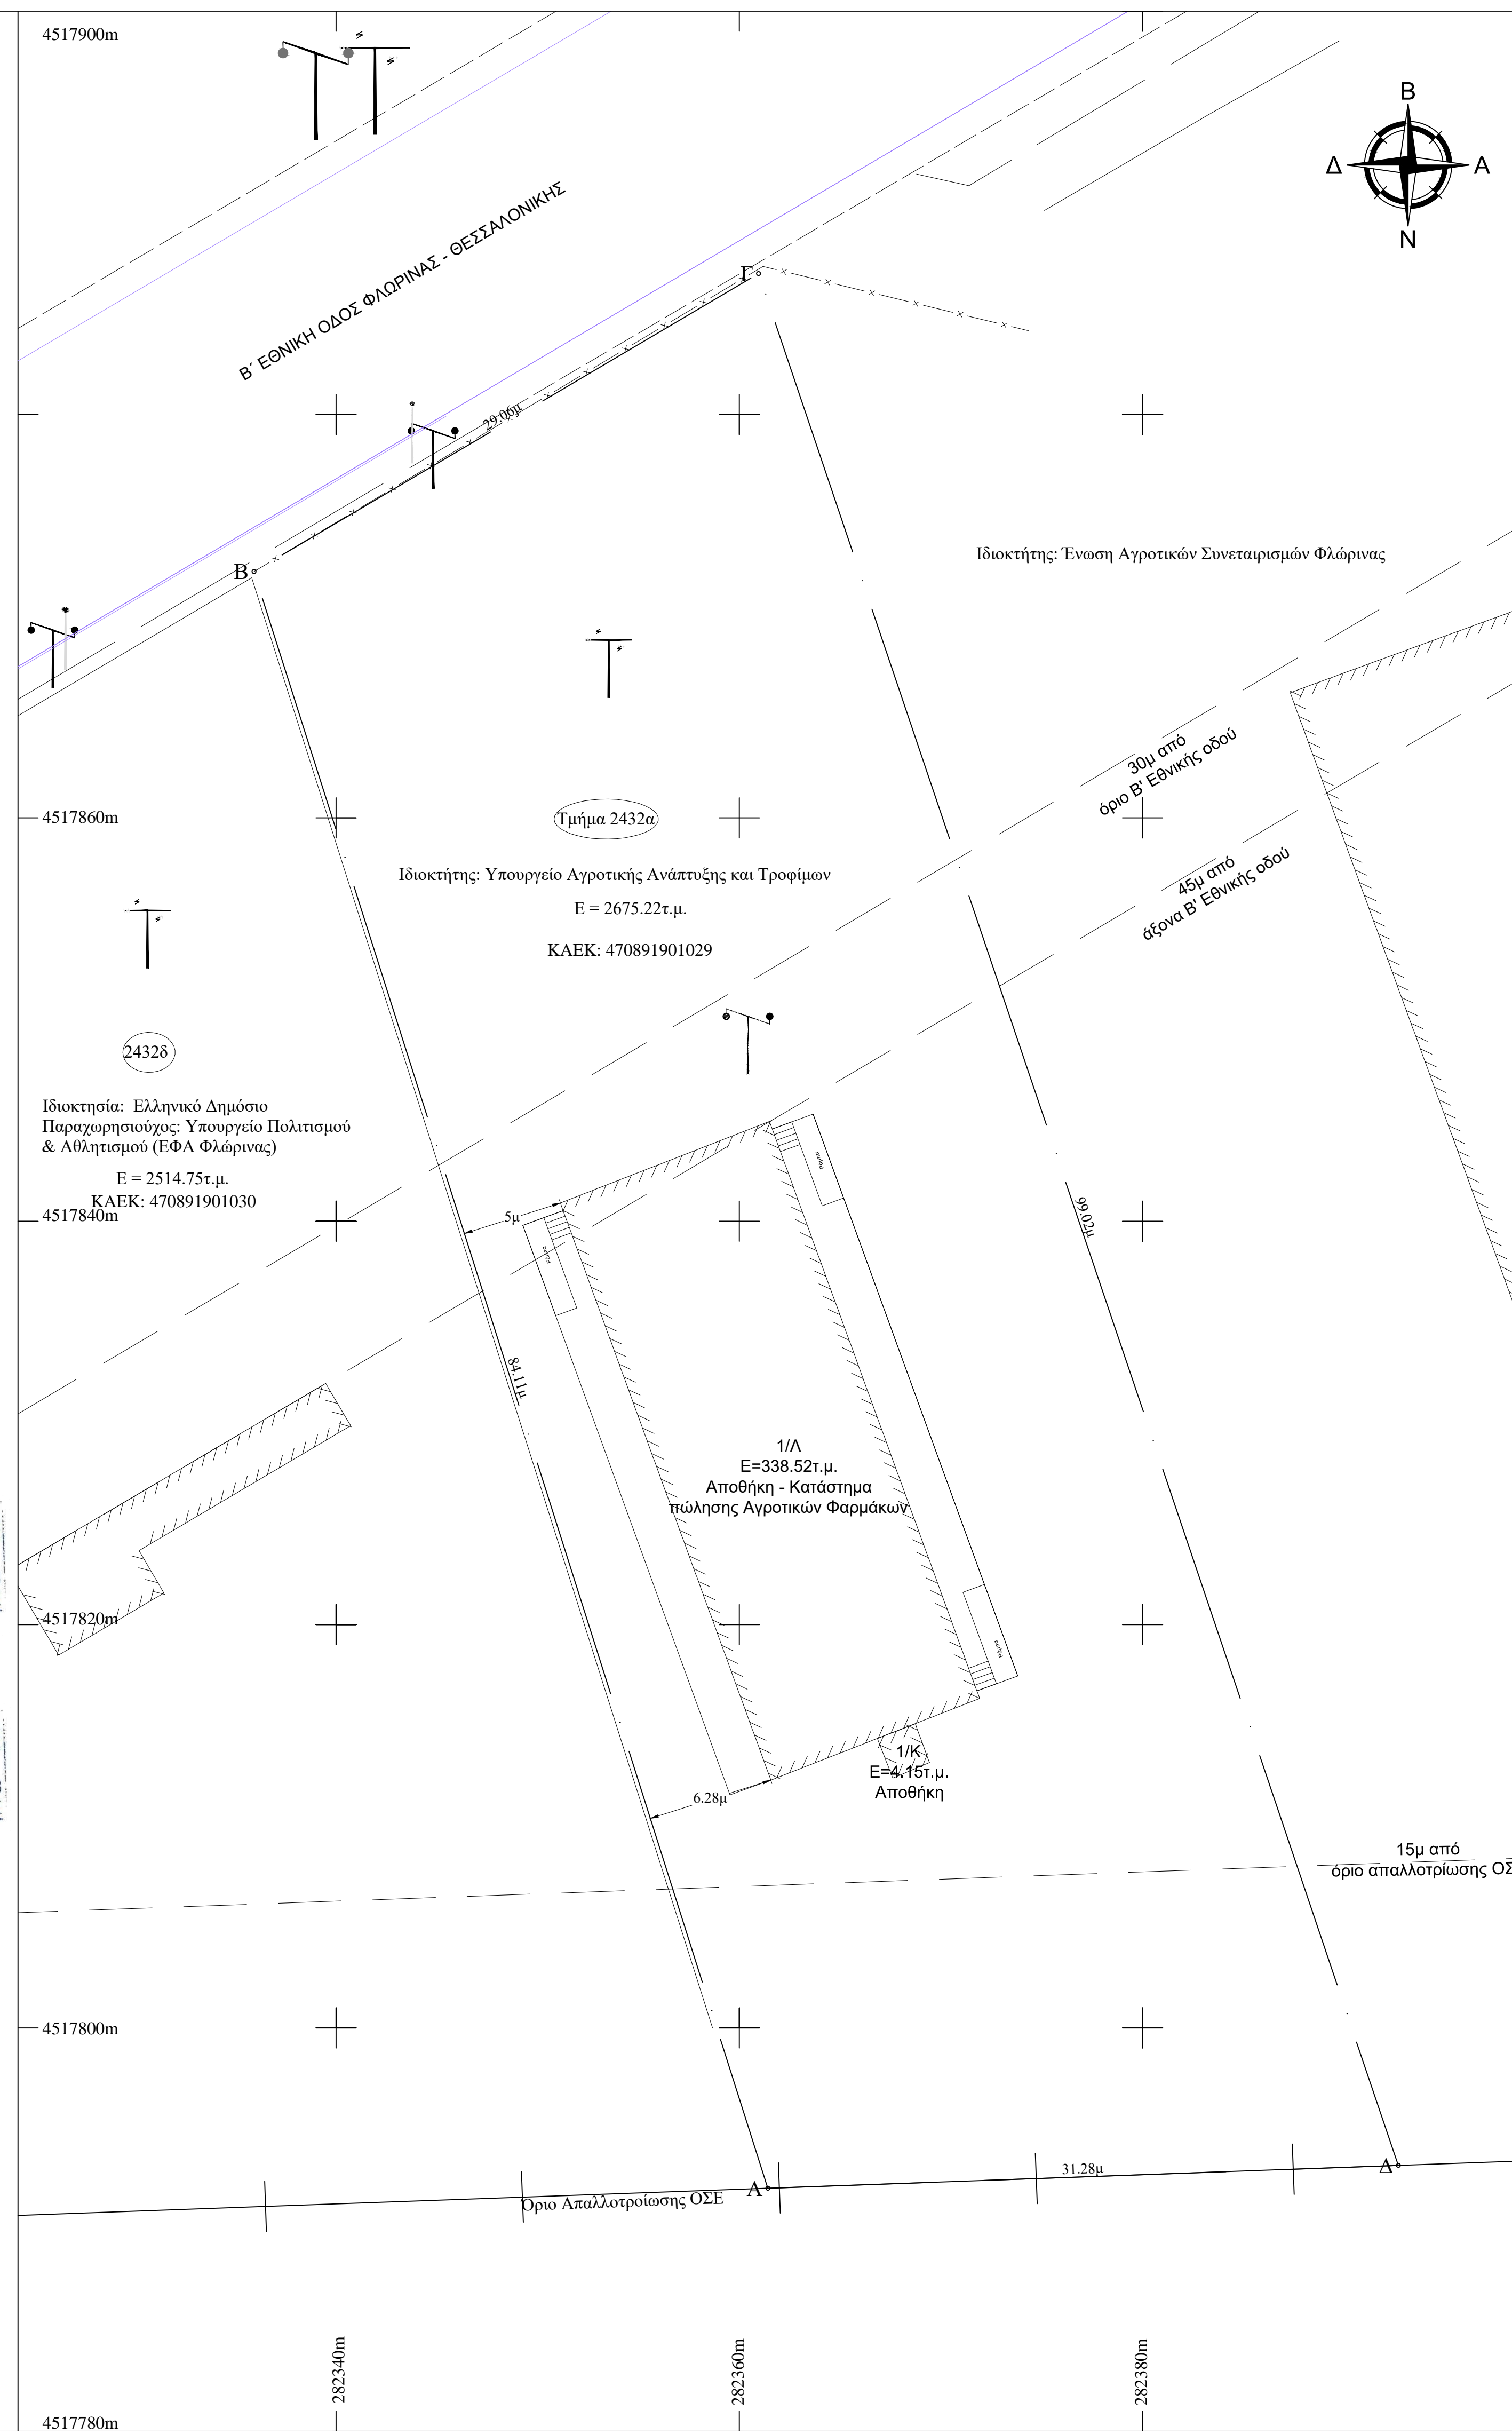 4517900m
Β
Δ
Α
Ν
Β΄ ΕΘΝΙΚΗ ΟΔΟΣ ΦΛΩΡΙΝΑΣ - ΘΕΣΣΑΛΟΝΙΚΗΣ
Γ
29.06μ
Β
Ιδιοκτήτης: Ένωση Αγροτικών Συνεταιρισμών Φλώρινας
30μ από
όριο Β' Εθνικής οδού
4517860m
Τμήμα 2432α
Ιδιοκτήτης: Υπουργείο Αγροτικής Ανάπτυξης και Τροφίμων
Ε = 2675.22τ.μ.
ΚΑΕΚ: 470891901029
45μ από
άξονα Β' Εθνικής οδού
2432δ
Ιδιοκτησία: Ελληνικό Δημόσιο
Παραχωρησιούχος: Υπουργείο Πολιτισμού
& Αθλητισμού (ΕΦΑ Φλώρινας)
Ε = 2514.75τ.μ.
ΚΑΕΚ: 470891901030
4517840m
5μ
Ράμπα
Ράμπα
99.02μ
84.11μ
1/Λ
Ε=338.52τ.μ.
Αποθήκη - Κατάστημα
πώλησης Αγροτικών Φαρμάκων
4517820m
Ράμπα
1/Κ
Ε=4.15τ.μ.
Αποθήκη
6.28μ
15μ από
όριο απαλλοτρίωσης ΟΣ
4517800m
31.28μ
Α
Δ
Όριο Απαλλοτροίωσης ΟΣΕ
282340m
282360m
282380m
4517780m